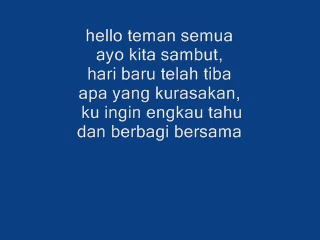 hello teman semua
ayo kita sambut,
hari baru telah tiba
apa yang kurasakan,
ku ingin engkau tahu
dan berbagi bersama